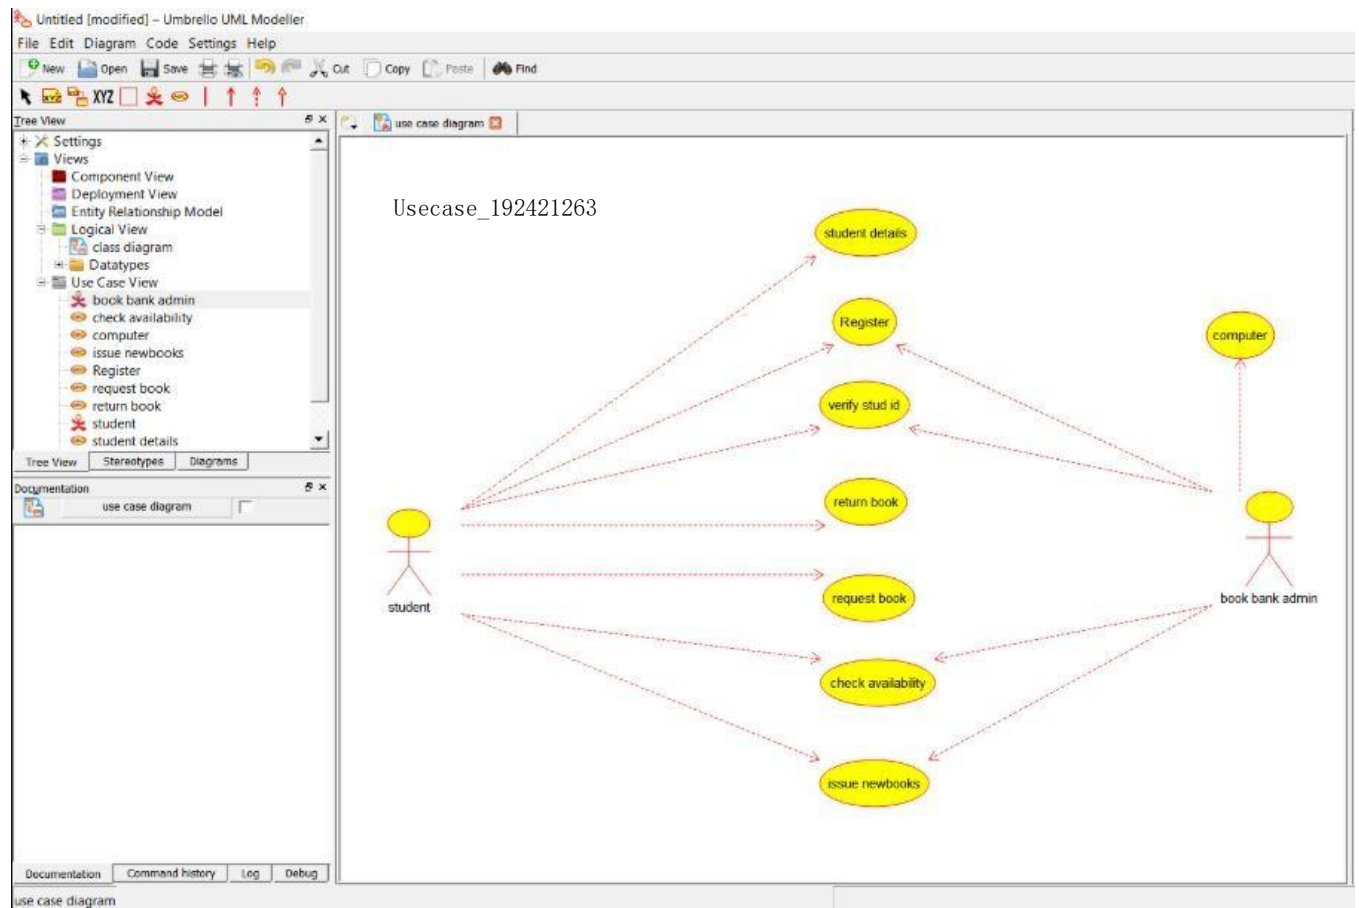 Untitled [modified] – Umbrello UML Modeller
File Edit Diagram Code Settings Help
New Open Save Cut Copy Paste Find
XYZ XYZ
Tree View
use case diagram
Settings
Views
Component View
Deployment View
Entity Relationship Model
Logical View
class diagram
Datatypes
Use Case View
book bank admin
check availability
computer
issue newbooks
Register
request book
return book
student
student details
Tree View Stereotypes Diagrams
Documentation
use case diagram
Documentation Command history Log Debug
use case diagram
Usecase_192421263
student details
Register
computer
verify stud id
return book
request book
student
book bank admin
check availability
issue newbooks